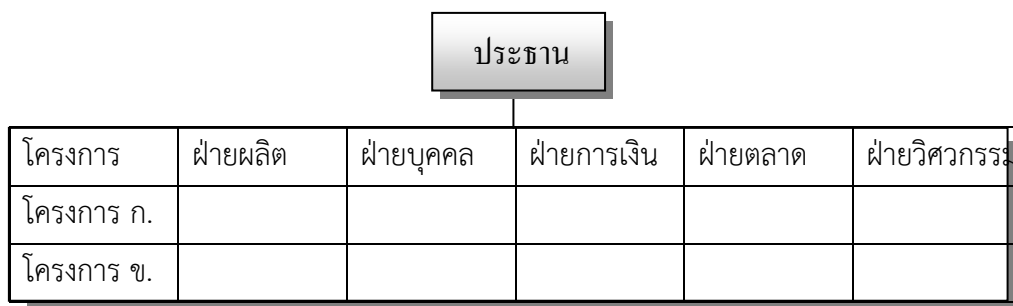 ประธาน
โครงการ ฝ่ายผลิต ฝ่ายบุคคล ฝ่ายการเงิน ฝ่ายตลาด ฝ่ายวิศวกรรม
โครงการ ก.
โครงการ ข.